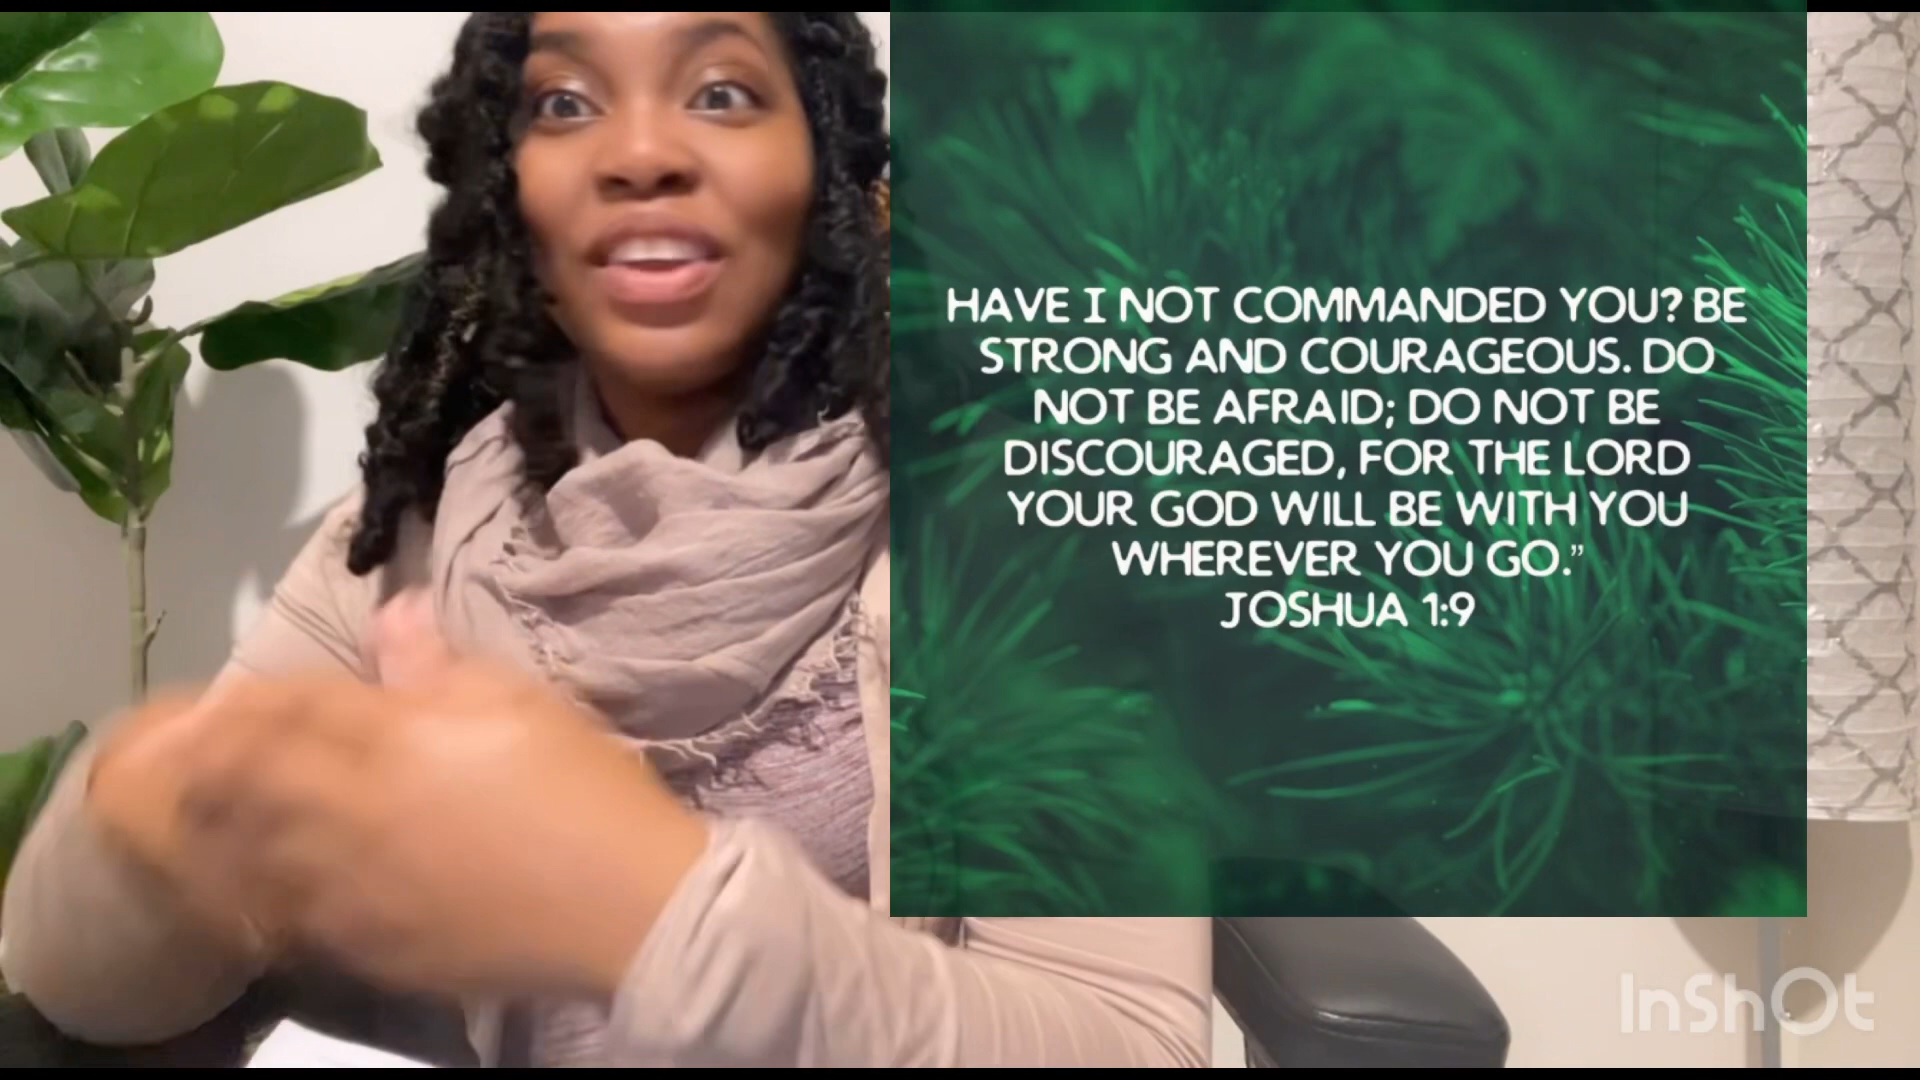 HAVE I NOT COMMANDED YOU? BE
STRONG AND COURAGEOUS. DO
NOT BE AFRAID; DO NOT BE
DISCOURAGED, FOR THE LORD
YOUR GOD WILL BE WITH YOU
WHEREVER YOU GO.”
JOSHUA 1:9
InShOt